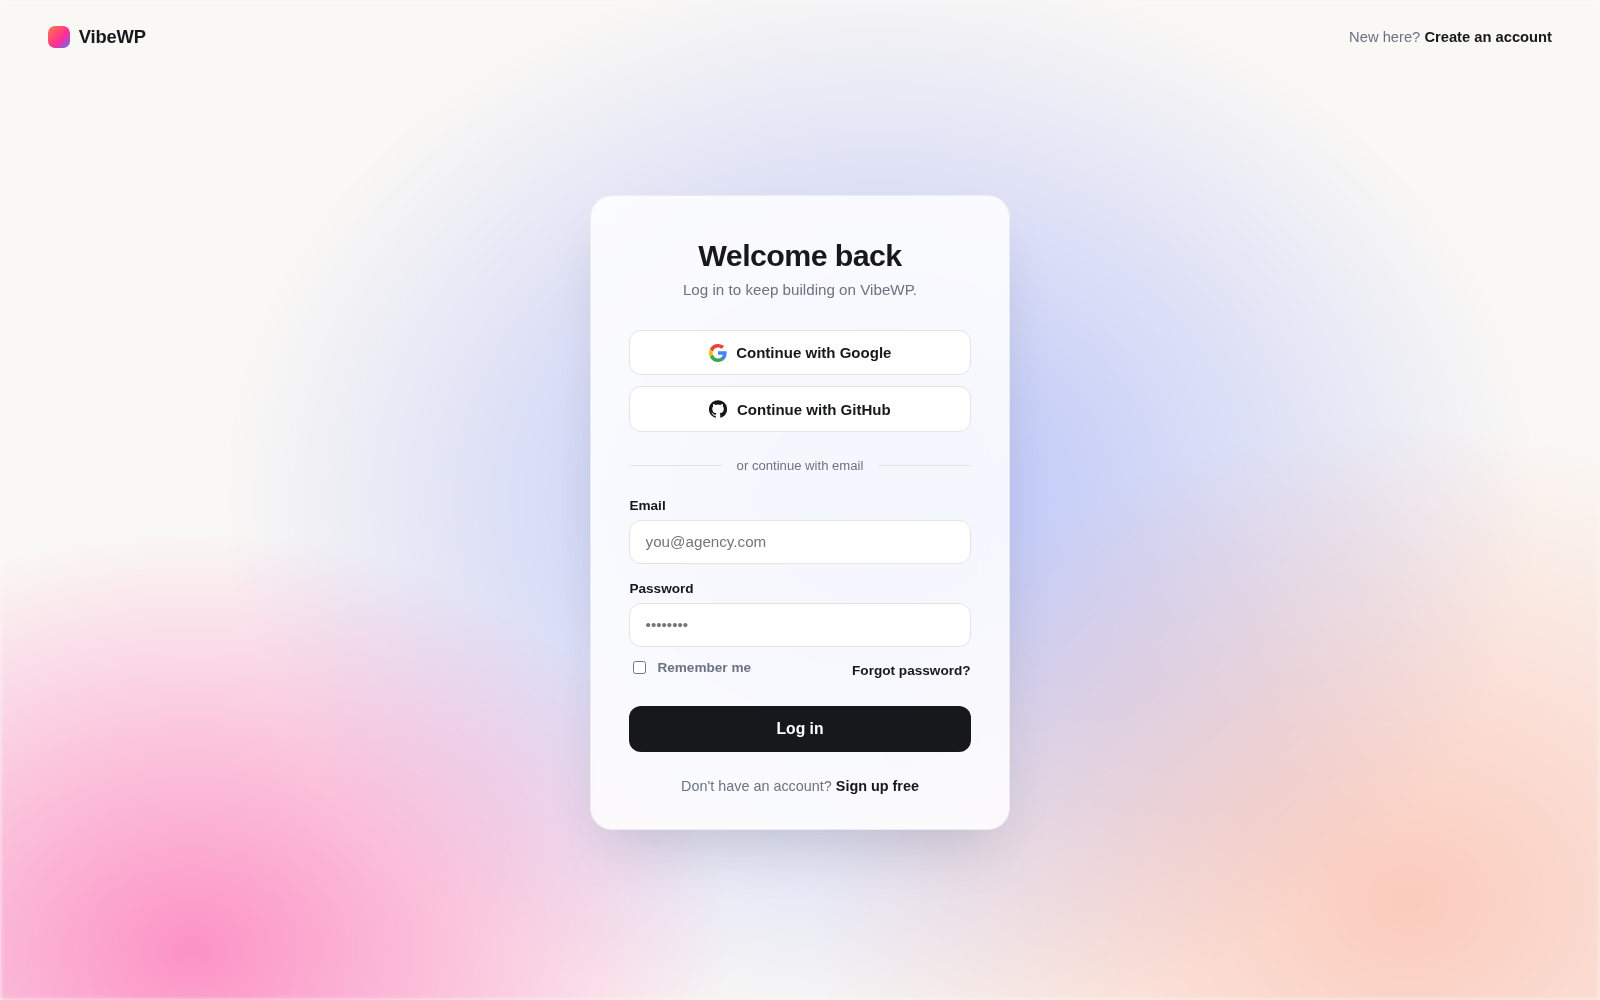 VibeWP
New here? Create an account
Welcome back
Log in to keep building on VibeWP.
Continue with Google
Continue with GitHub
or continue with email
Email
you@agency.com
Password
••••••••
Remember me
Forgot password?
Log in
Don't have an account? Sign up free